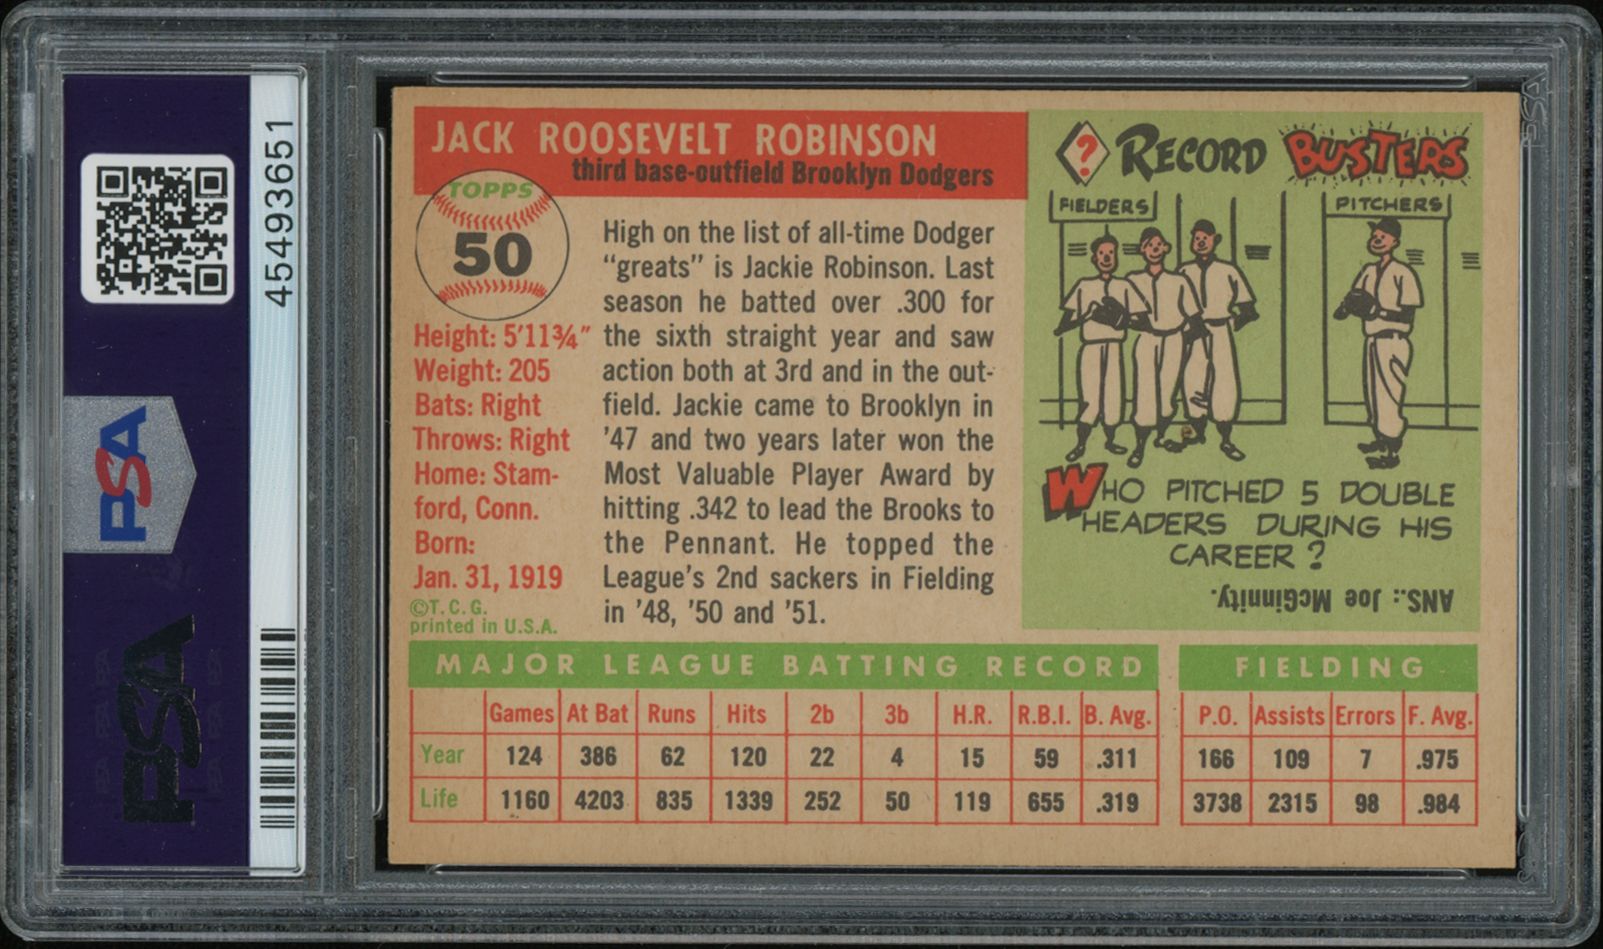 45493651
PSA
PSA
JACK ROOSEVELT ROBINSON
third base-outfield Brooklyn Dodgers
TOPPS
50
Height: 5'11¾"
Weight: 205
Bats: Right
Throws: Right
Home: Stam-
ford, Conn.
Born:
Jan. 31, 1919
©T.C.G.
printed in U.S.A.
High on the list of all-time Dodger
“greats” is Jackie Robinson. Last
season he batted over .300 for
the sixth straight year and saw
action both at 3rd and in the out-
field. Jackie came to Brooklyn in
'47 and two years later won the
Most Valuable Player Award by
hitting .342 to lead the Brooks to
the Pennant. He topped the
League's 2nd sackers in Fielding
in '48, '50 and '51.
? RECORD BUSTERS
FIELDERS PITCHERS
WHO PITCHED 5 DOUBLE
HEADERS DURING HIS
CAREER?
ANS.: Joe McGinnity.
MAJOR LEAGUE BATTING RECORD FIELDING
Games At Bat Runs Hits 2b 3b H.R. R.B.I. B. Avg. P.O. Assists Errors F. Avg.
Year 124 386 62 120 22 4 15 59 .311 166 109 7 .975
Life 1160 4203 835 1339 252 50 119 655 .319 3738 2315 98 .984